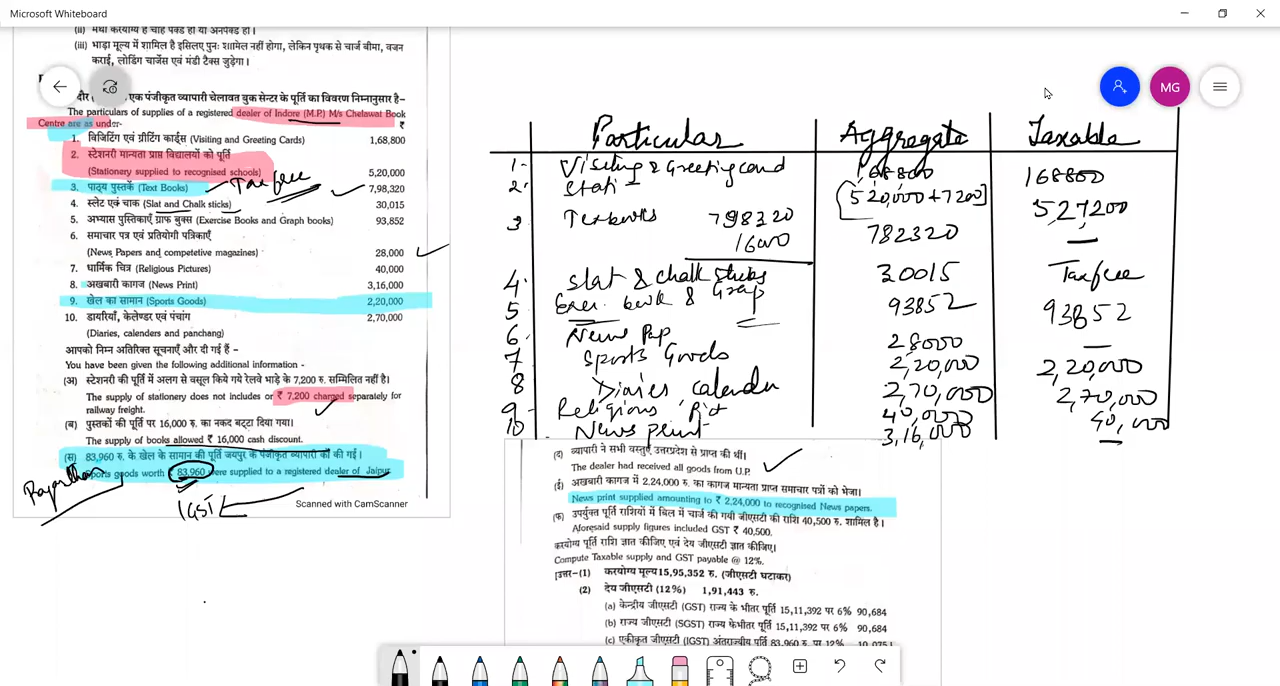 Microsoft Whiteboard
(ii) मेथी करयोग्य है चाहे पैक्ड हो या अनपैक्ड हो।
(iii) भाड़ा मूल्य में शामिल है इसलिए पुनः शामिल नहीं होगा, लेकिन पृथक से चार्ज बीमा, वजन
कराई, लोडिंग चार्जेस एवं मंडी टैक्स जुड़ेगा।
एक पंजीकृत व्यापारी चेलावत बुक सेन्टर के पूर्ति का विवरण निम्नानुसार है-
The particulars of supplies of a registered dealer of Indore (M.P.) M/s Chelawat Book
Centre are as under- ₹
1. विजिटिंग एवं ग्रीटिंग कार्ड्स (Visiting and Greeting Cards) 1,68,800
2. स्टेशनरी मान्यता प्राप्त विद्यालयों को पूर्ति
(Stationery supplied to recognised schools) 5,20,000
3. पाठ्य पुस्तकें (Text Books) Tax free 7,98,320
4. स्लेट एवं चाक (Slat and Chalk sticks) 30,015
5. अभ्यास पुस्तिकाएँ ग्राफ बुक्स (Exercise Books and Graph books) 93,852
6. समाचार पत्र एवं प्रतियोगी पत्रिकाएँ
(News Papers and competetive magazines) 28,000
7. धार्मिक चित्र (Religious Pictures) 40,000
8. अखबारी कागज (News Print) 3,16,000
9. खेल का सामान (Sports Goods) 2,20,000
10. डायरियाँ, केलेण्डर एवं पंचांग 2,70,000
(Diaries, calenders and panchang)
आपको निम्न अतिरिक्त सूचनाएँ और दी गई हैं -
You have been given the following additional information -
(अ) स्टेशनरी की पूर्ति में अलग से वसूल किये गये रेलवे भाड़े के 7,200 रु. सम्मिलित नहीं है।
The supply of stationery does not includes or ₹ 7,200 charged separately for
railway freight.
(ब) पुस्तकों की पूर्ति पर 16,000 रु. का नकद बट्टा दिया गया।
The supply of books allowed ₹ 16,000 cash discount.
(स) 83,960 रु. के खेल के सामान की पूर्ति जयपुर के पंजीकृत व्यापारी को की गई।
Sports goods worth ₹ 83,960 were supplied to a registered dealer of Jaipur.
Rajasthan
IGST
Scanned with CamScanner
MG
Particular Aggregate Taxable
1- Visiting & Greeting card 168800 168800
2. Stati [520,000+7200] 527200
3 Textbooks 798320
16000 782320 —
4. Slat & chalk sticks 30015 Taxfree
5 Exer. book & Grap 93852 93852
6 News Pap 28000 —
7 Sports Goods 2,20,000 2,20,000
8 Diaries, calender 2,70,000 2,70,000
9- Religious Pict 40,000 40,000
10. News print 3,16,000 —
(द) व्यापारी ने सभी वस्तुएँ उत्तरप्रदेश से प्राप्त की थीं।
The dealer had received all goods from U.P.
(ई) अखबारी कागज में 2,24,000 रु. का कागज मान्यता प्राप्त समाचार पत्रों को भेजा।
News print supplied amounting to ₹ 2,24,000 to recognised News papers.
(फ) उपर्युक्त पूर्ति राशियों में बिल में चार्ज की गयी जीएसटी की राशि 40,500 रु. शामिल है।
Aforesaid supply figures included GST ₹ 40,500.
करयोग्य पूर्ति राशि ज्ञात कीजिए एवं देय जीएसटी ज्ञात कीजिए।
Compute Taxable supply and GST payable @ 12%.
[उत्तर-(1) करयोग्य मूल्य 15,95,352 रु. (जीएसटी घटाकर)
(2) देय जीएसटी (12%) 1,91,443 रु.
(a) केन्द्रीय जीएसटी (GST) राज्य के भीतर पूर्ति 15,11,392 पर 6% 90,684
(b) राज्य जीएसटी (SGST) राज्य के भीतर पूर्ति 15,11,392 पर 6% 90,684
(c) एकीकृत जीएसटी (IGST) अंतर्राज्यीय पूर्ति 83,960 रु. पर 12% 10,075]